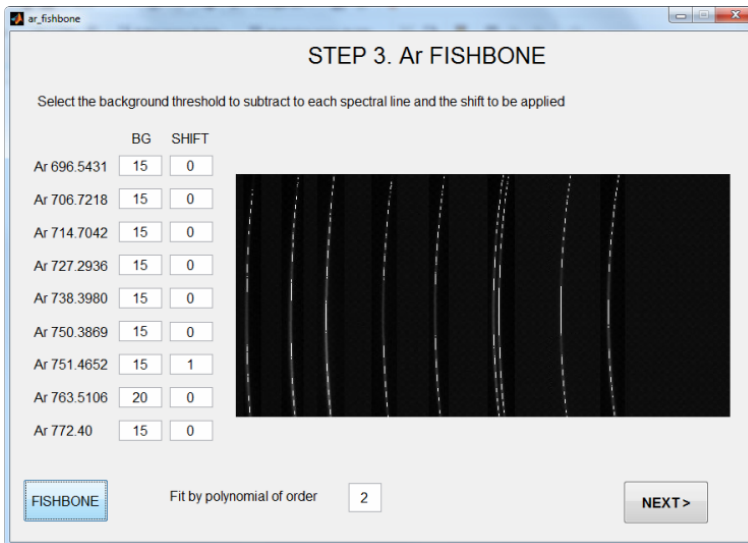 ar_fishbone
STEP 3. Ar FISHBONE
Select the background threshold to subtract to each spectral line and the shift to be applied
BG SHIFT
Ar 696.5431 15 0
Ar 706.7218 15 0
Ar 714.7042 15 0
Ar 727.2936 15 0
Ar 738.3980 15 0
Ar 750.3869 15 0
Ar 751.4652 15 1
Ar 763.5106 20 0
Ar 772.40 15 0
FISHBONE Fit by polynomial of order 2 NEXT >